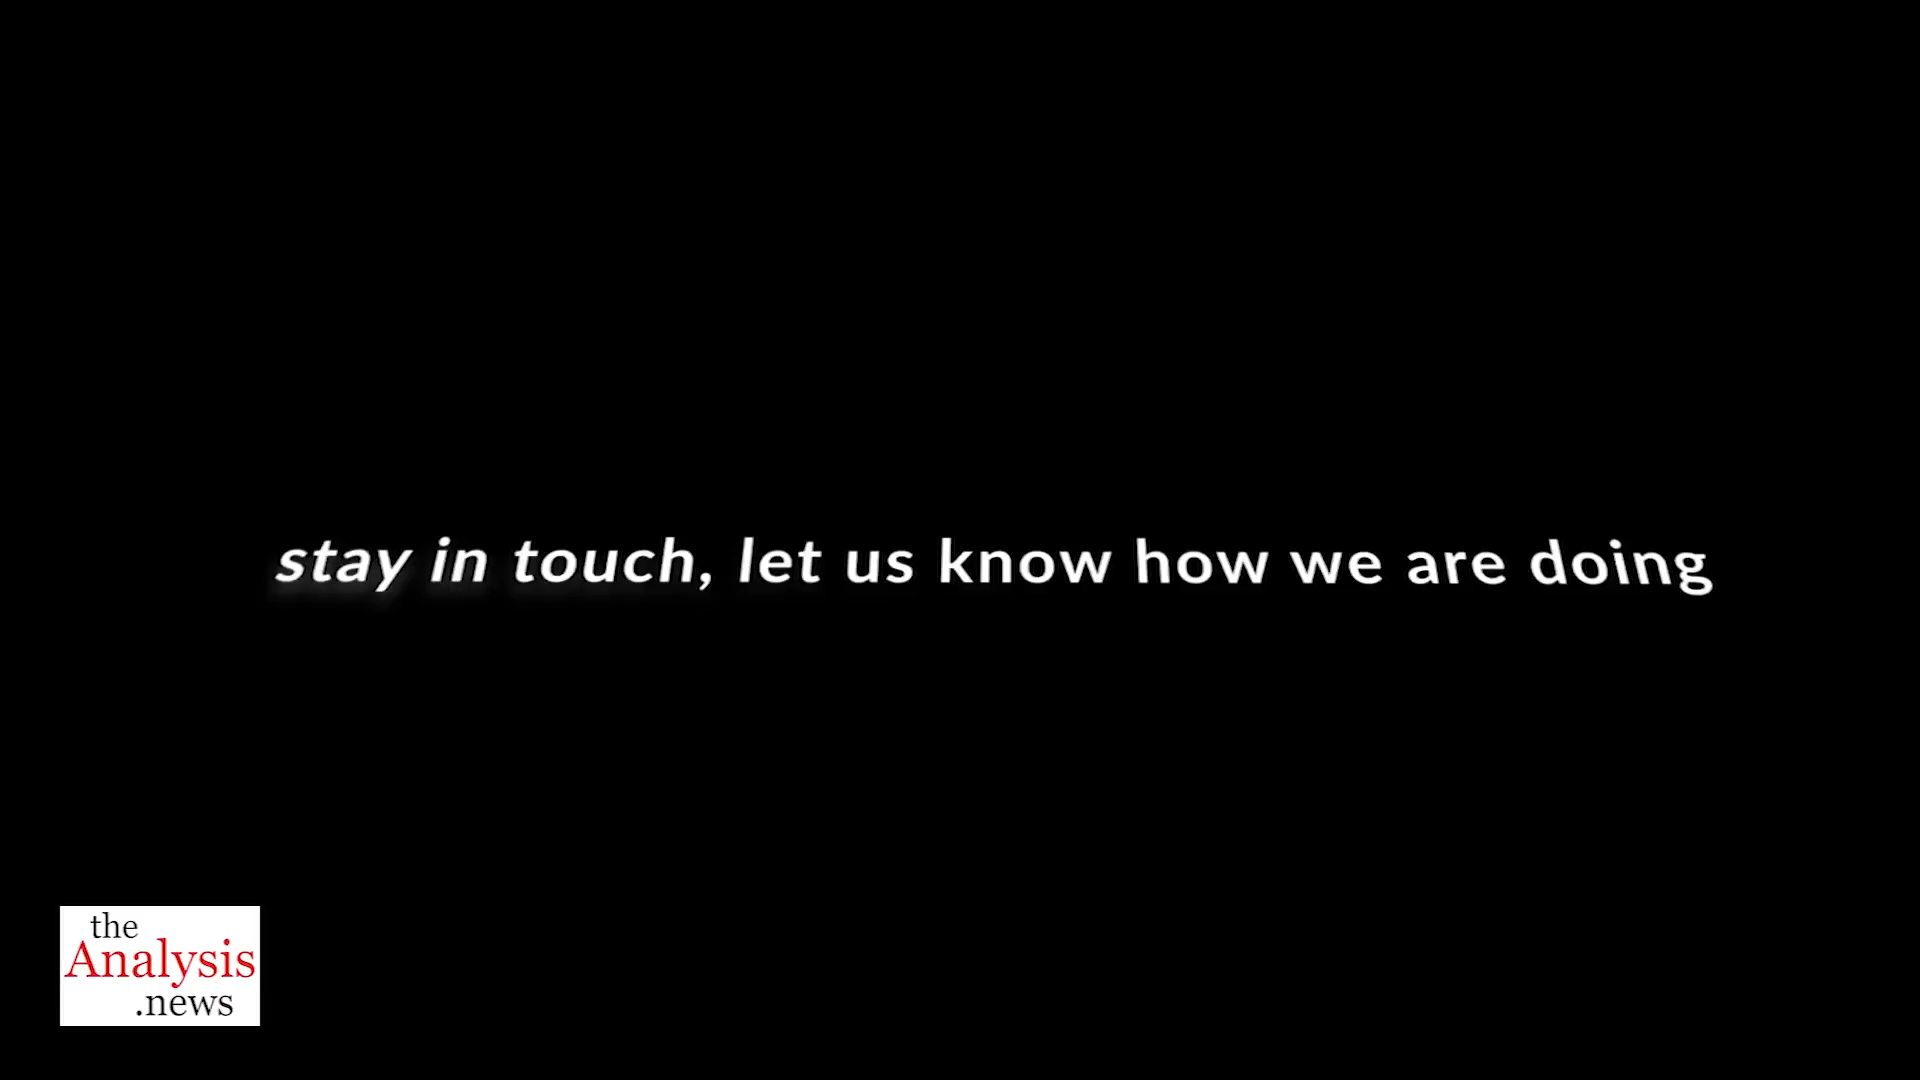 stay in touch, let us know how we are doing
the
Analysis
.news